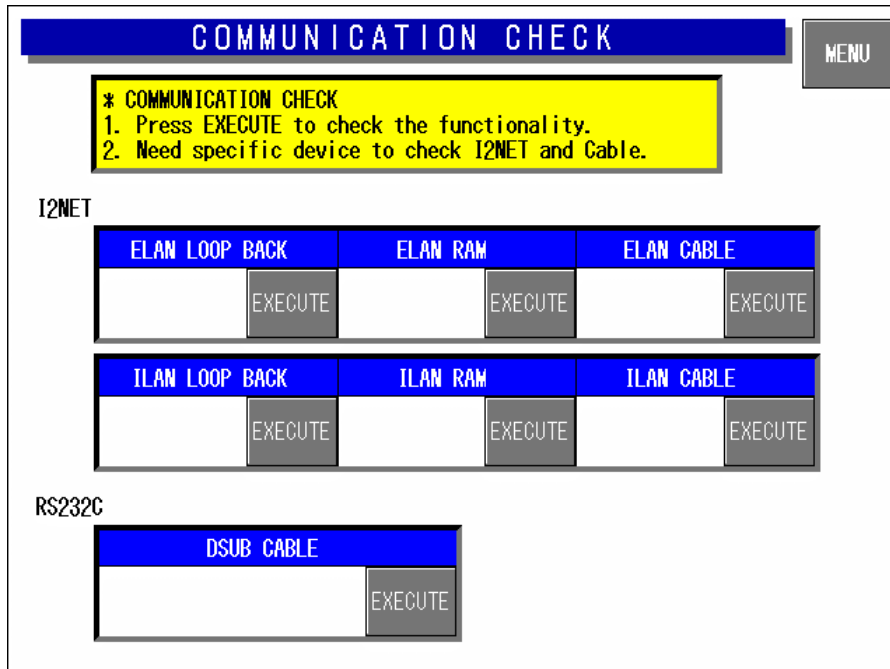 COMMUNICATION CHECK
MENU
* COMMUNICATION CHECK
1. Press EXECUTE to check the functionality.
2. Need specific device to check I2NET and Cable.
I2NET
ELAN LOOP BACK ELAN RAM ELAN CABLE
EXECUTE EXECUTE EXECUTE
ILAN LOOP BACK ILAN RAM ILAN CABLE
EXECUTE EXECUTE EXECUTE
RS232C
DSUB CABLE
EXECUTE